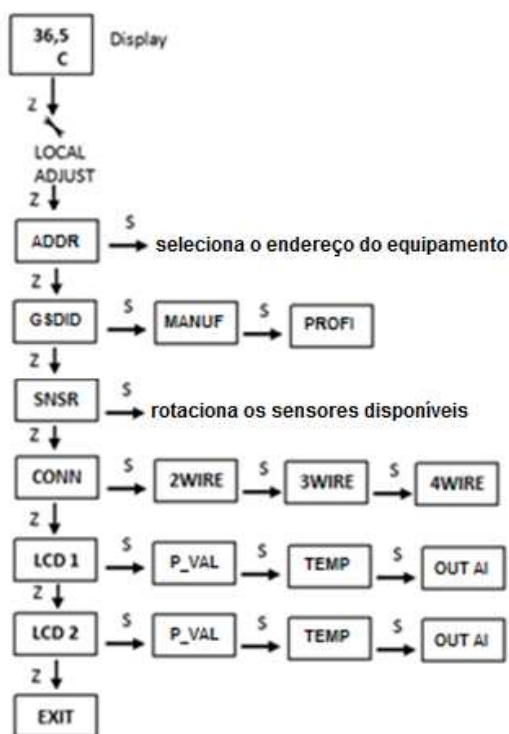 36,5 Display
C
Z
LOCAL
ADJUST
Z
S
ADDR seleciona o endereço do equipamento
Z
S S
GSDID MANUF PROFI
Z
S
SNSR rotaciona os sensores disponíveis
Z
S S S
CONN 2WIRE 3WIRE 4WIRE
Z
S S S
LCD 1 P_VAL TEMP OUT AI
Z
S S S
LCD 2 P_VAL TEMP OUT AI
Z
EXIT